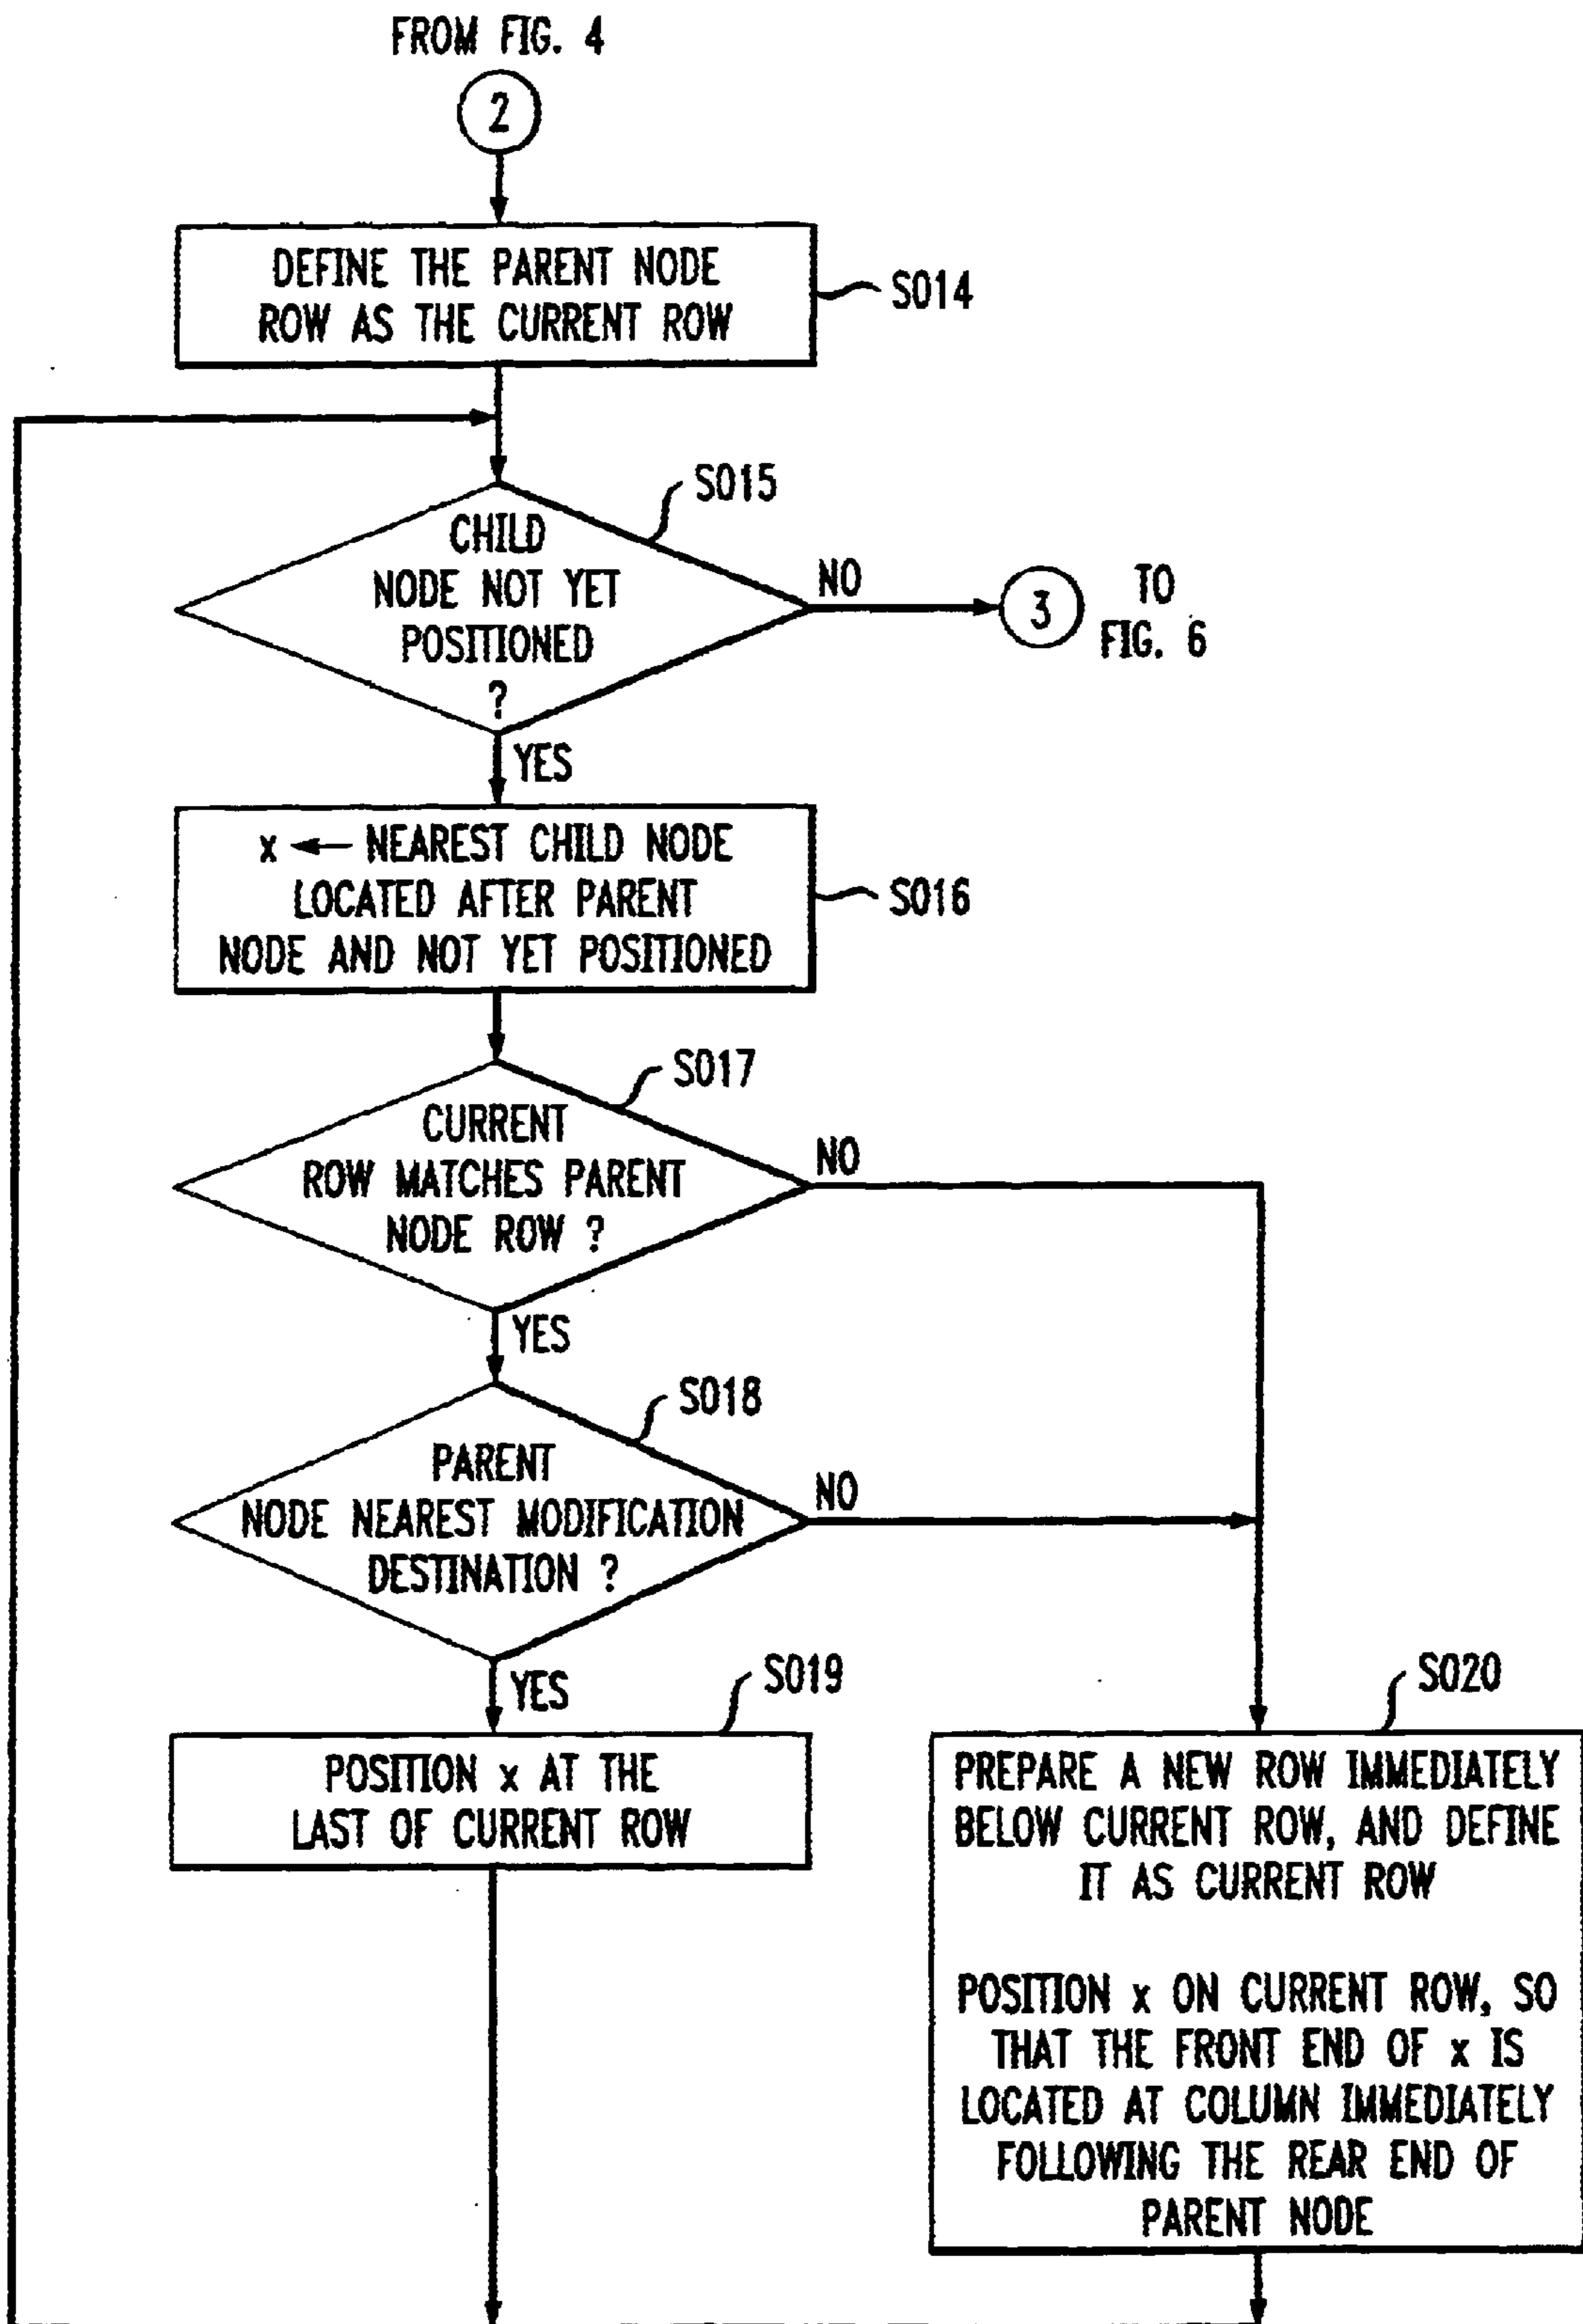 FROM FIG. 4
2
DEFINE THE PARENT NODE
ROW AS THE CURRENT ROW
S014
S015
CHILD
NODE NOT YET
POSITIONED
?
NO
3
TO
FIG. 6
YES
x ← NEAREST CHILD NODE
LOCATED AFTER PARENT
NODE AND NOT YET POSITIONED
S016
S017
CURRENT
ROW MATCHES PARENT
NODE ROW ?
NO
YES
S018
PARENT
NODE NEAREST MODIFICATION
DESTINATION ?
NO
YES
S019
POSITION x AT THE
LAST OF CURRENT ROW
S020
PREPARE A NEW ROW IMMEDIATELY
BELOW CURRENT ROW, AND DEFINE
IT AS CURRENT ROW
POSITION x ON CURRENT ROW, SO
THAT THE FRONT END OF x IS
LOCATED AT COLUMN IMMEDIATELY
FOLLOWING THE REAR END OF
PARENT NODE